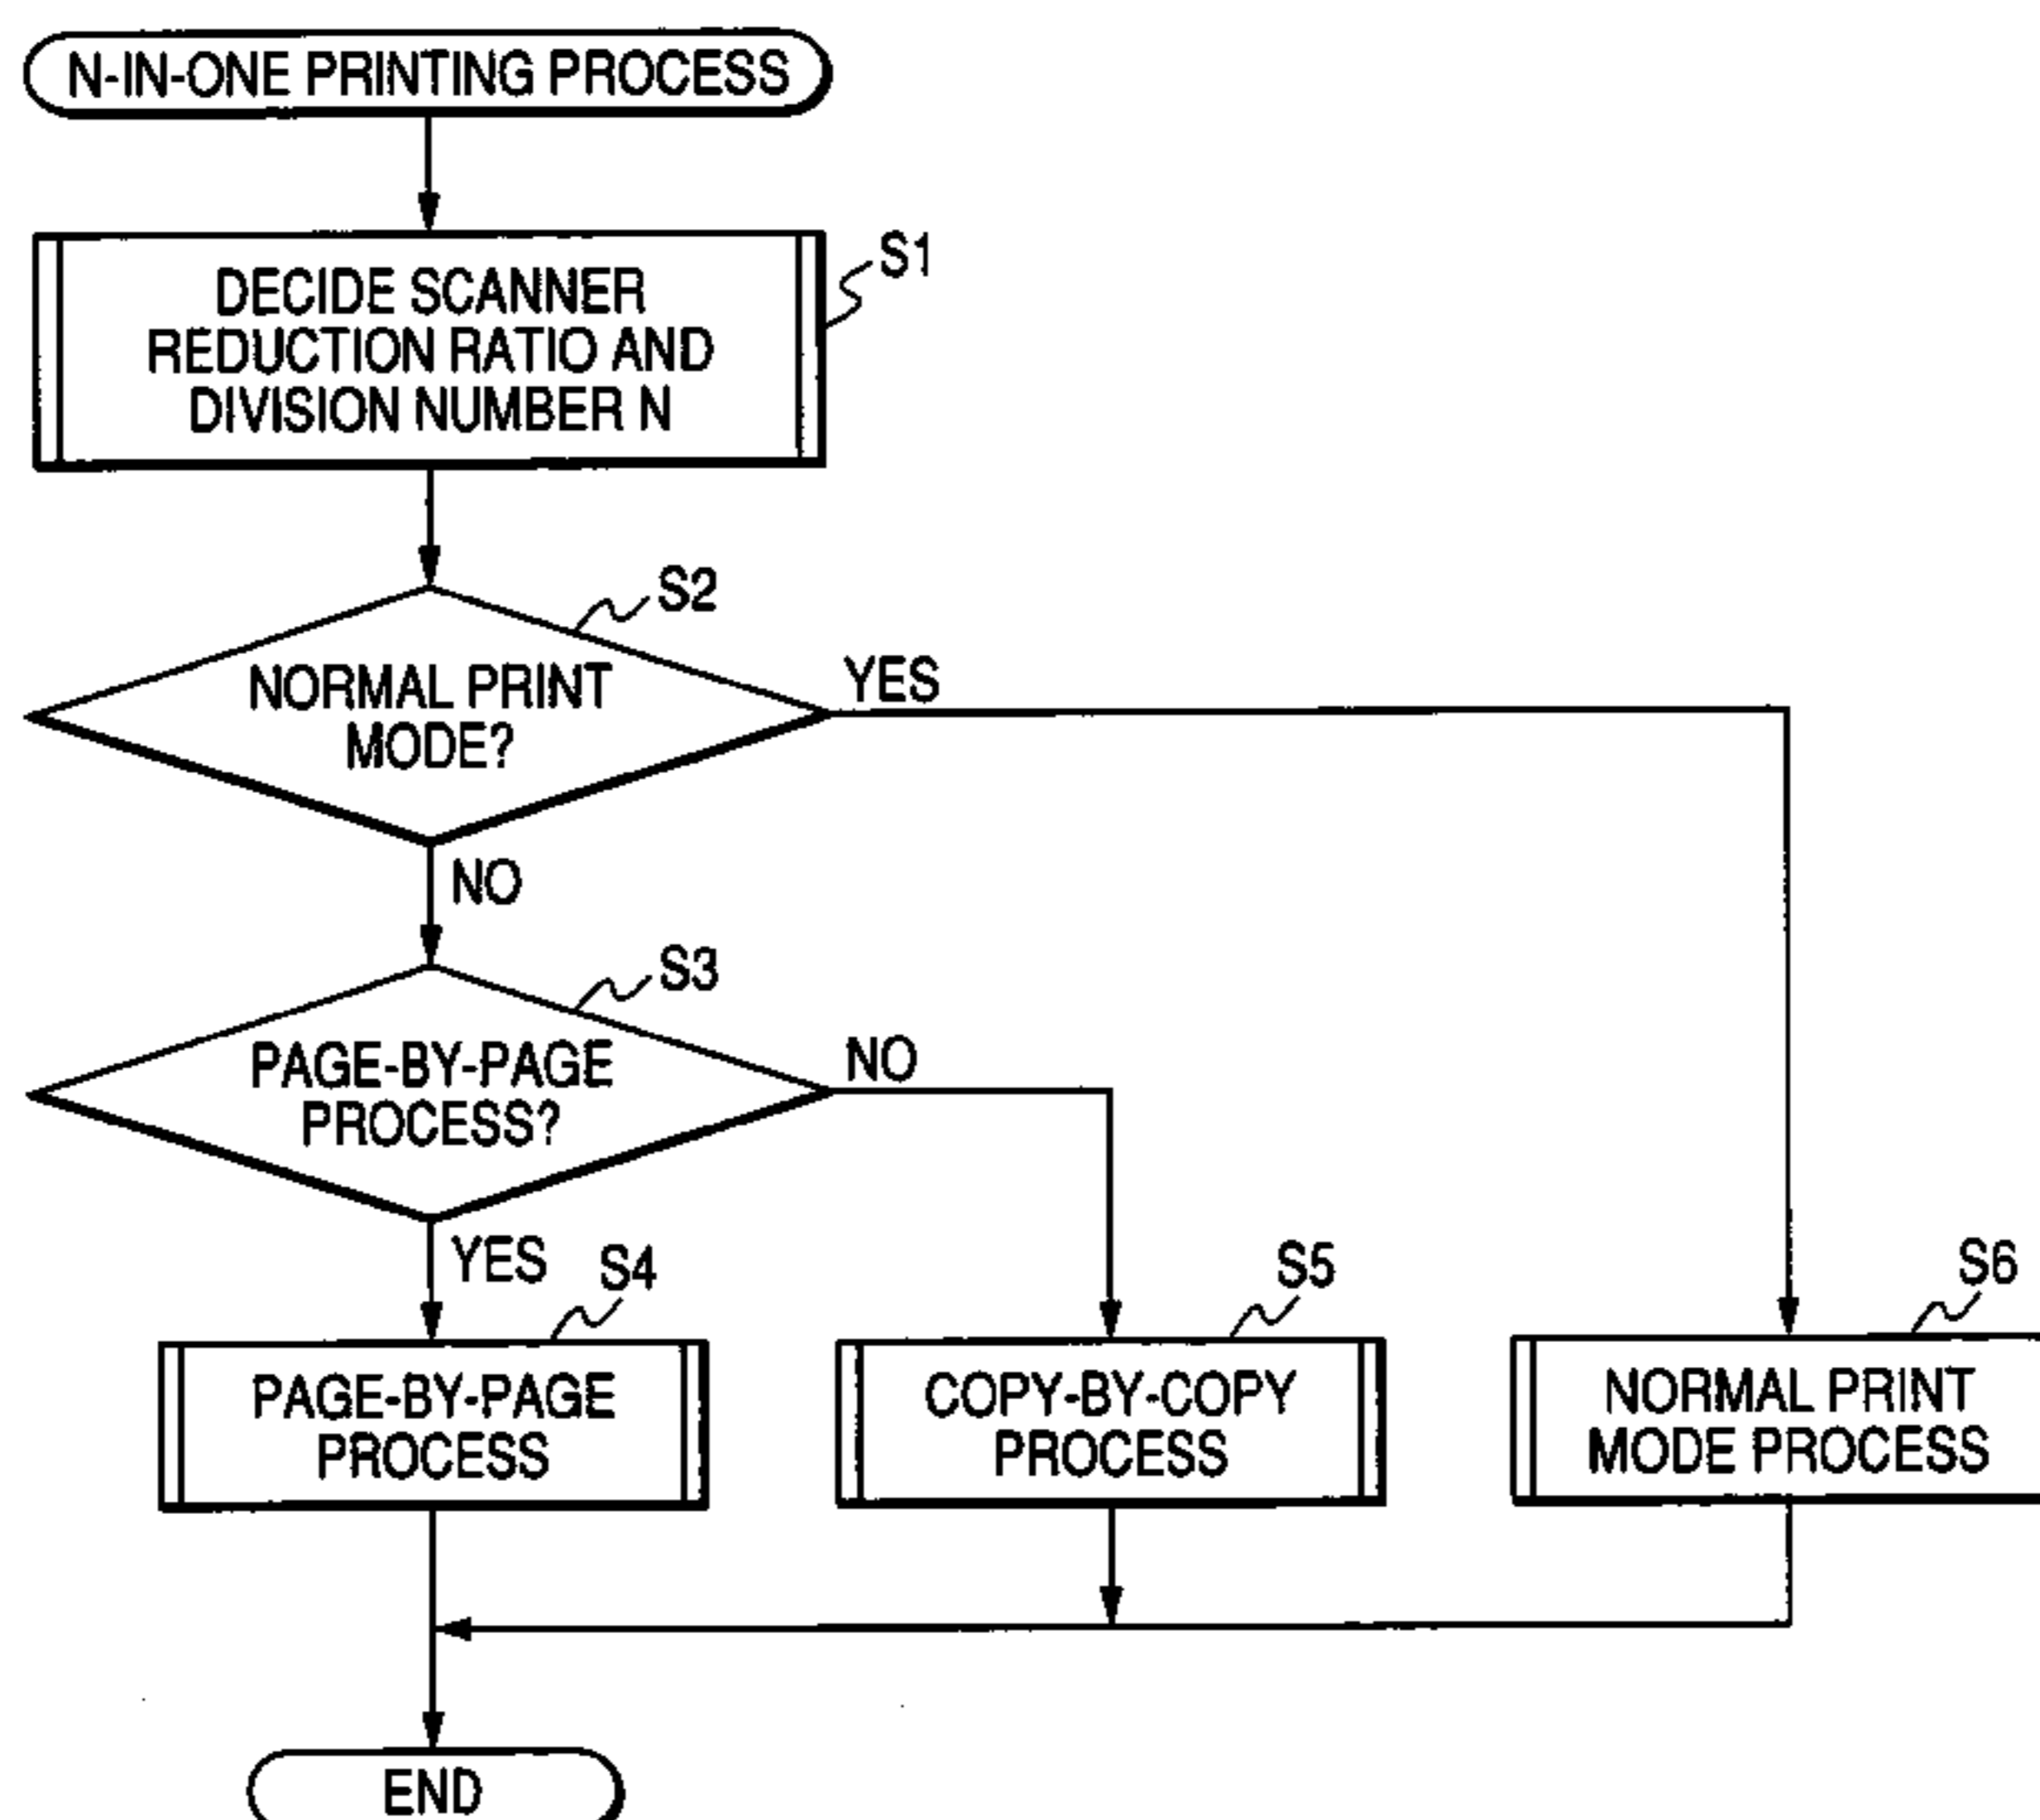 N-IN-ONE PRINTING PROCESS
S1
DECIDE SCANNER
REDUCTION RATIO AND
DIVISION NUMBER N
S2
NORMAL PRINT
MODE?
YES
NO
S3
PAGE-BY-PAGE
PROCESS?
NO
YES
S4
S5
S6
PAGE-BY-PAGE
PROCESS
COPY-BY-COPY
PROCESS
NORMAL PRINT
MODE PROCESS
END